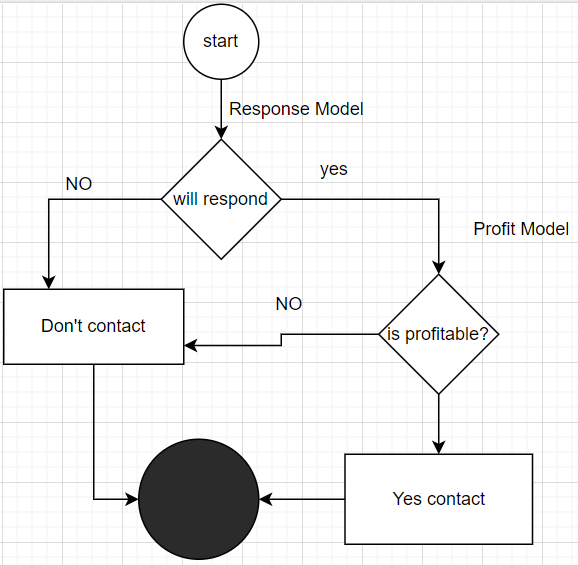 start
Response Model
yes
NO
will respond
Profit Model
NO
Don't contact
is profitable?
Yes contact